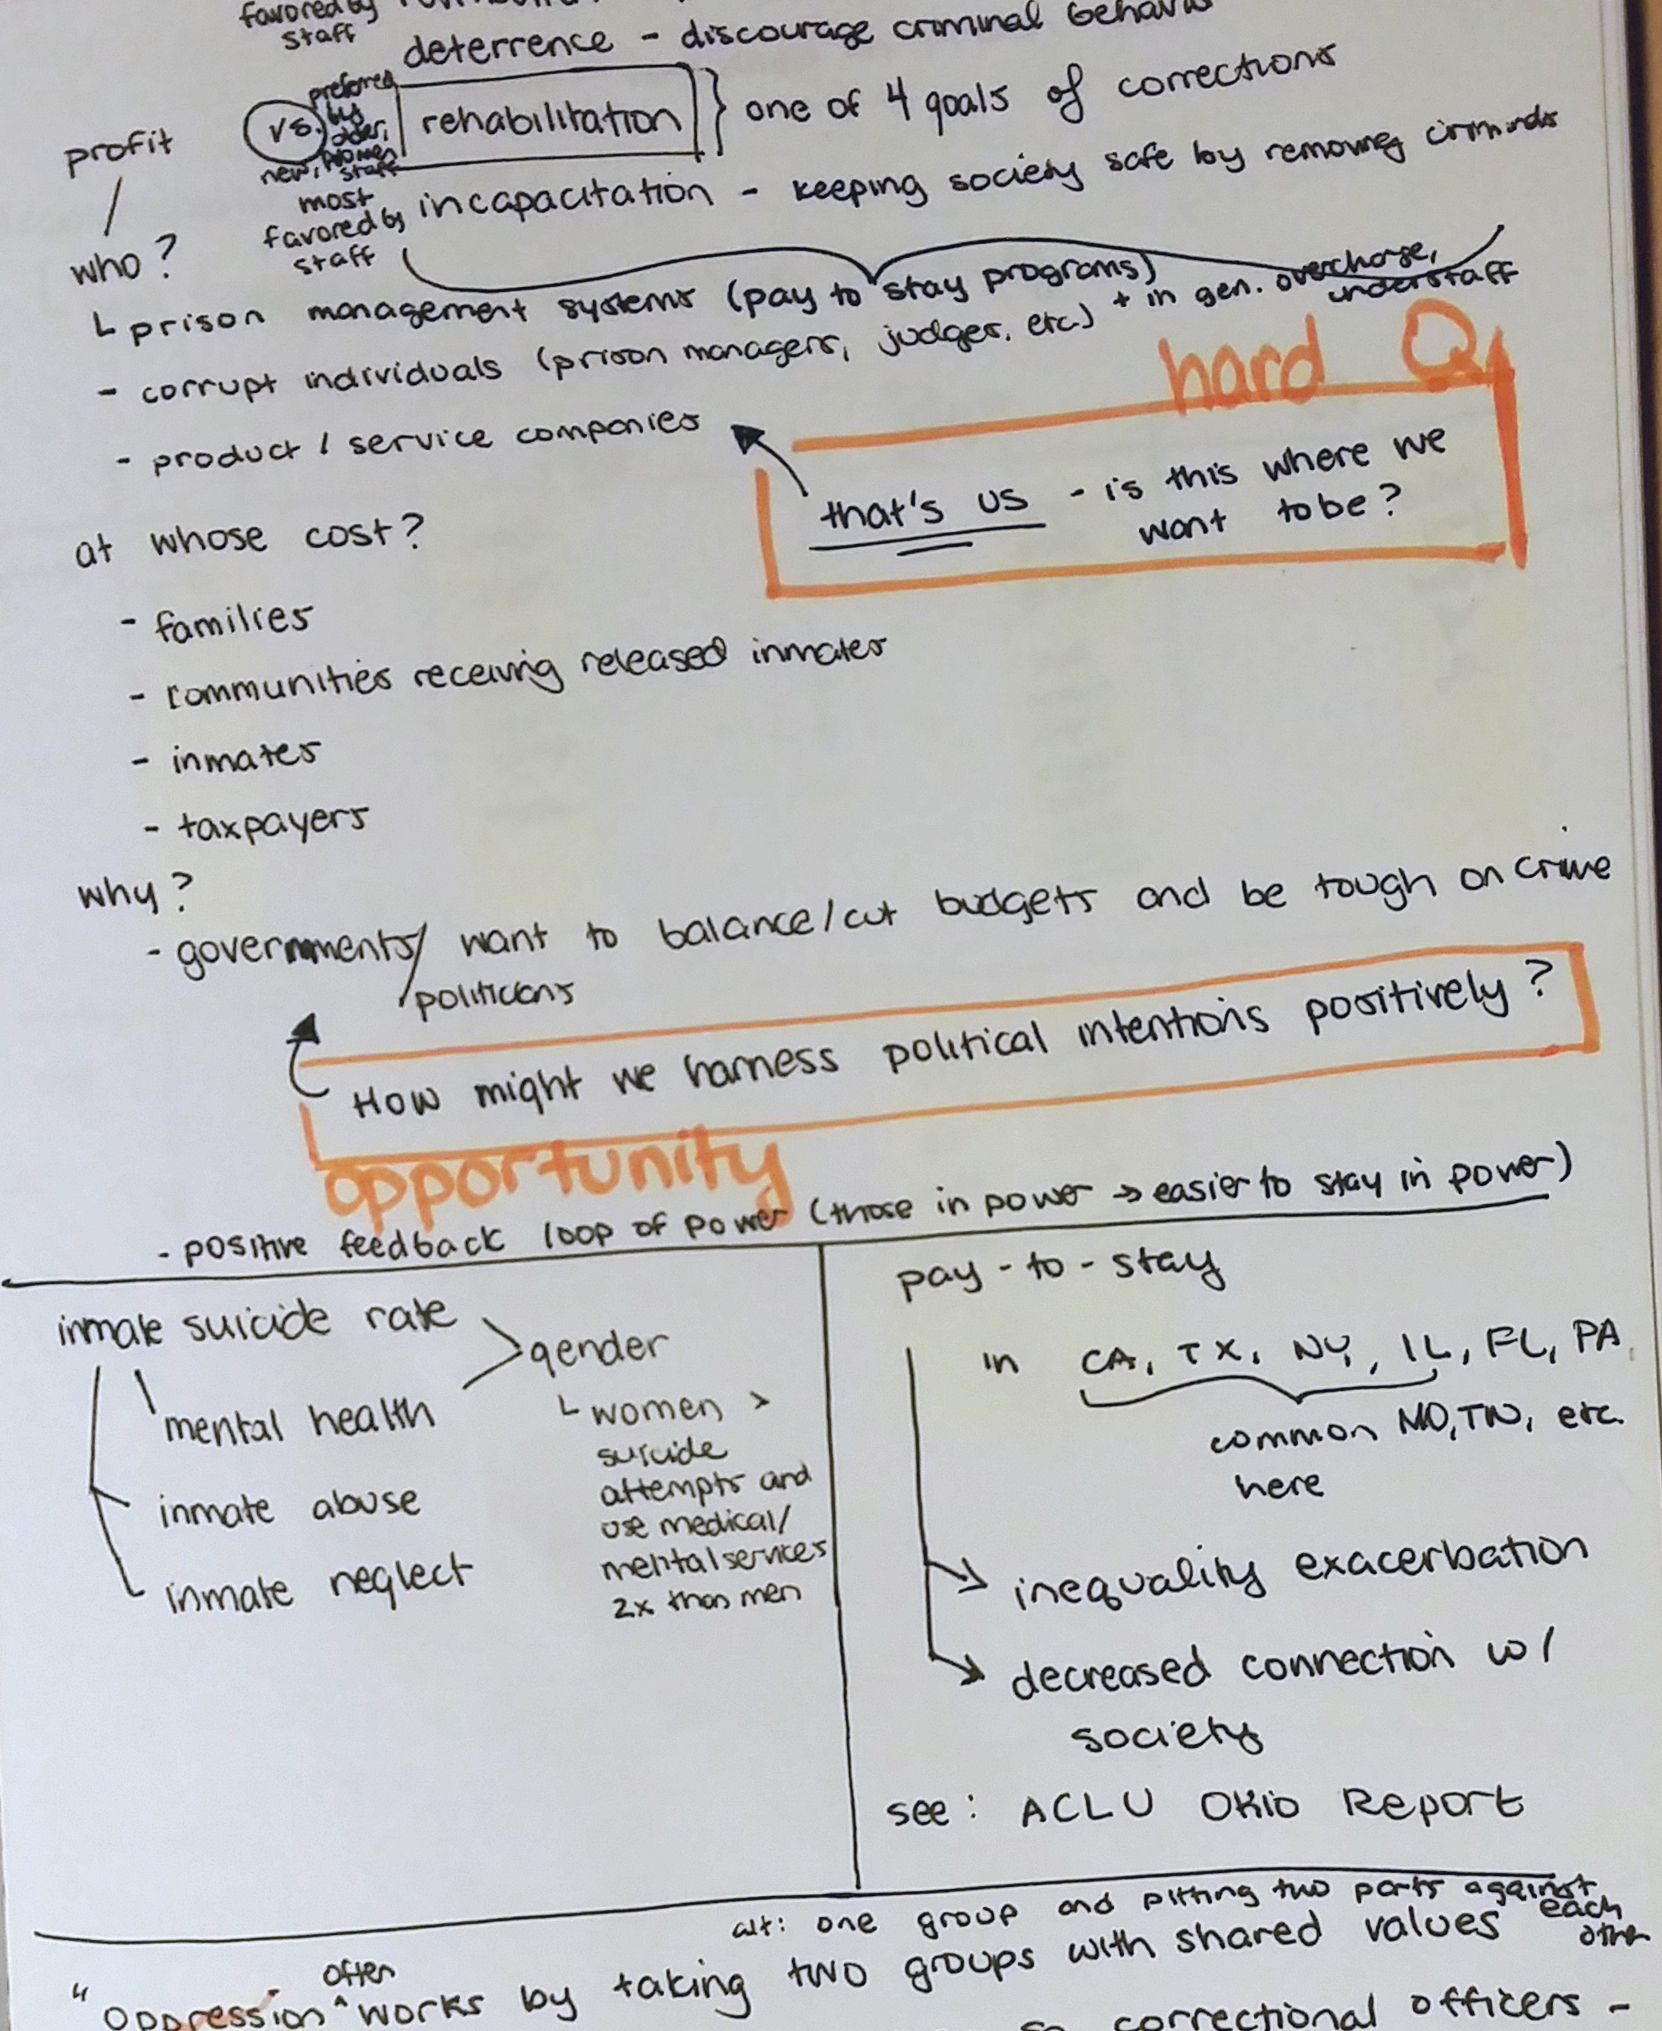 favored by
staff
deterrence - discourage criminal behavior
profit
vs.
preferred
by
older,
women
new, staff
rehabilitation } one of 4 goals of corrections
most
favored by
staff
incapacitation - keeping society safe by removing criminals
who?
prison management systems (pay to stay programs) + in gen. overcharge,
understaff
- corrupt individuals (prison managers, judges, etc.)
- product / service companies
hard Q
that's us - is this where we
want to be?
at whose cost?
- families
- communities receiving released inmates
- inmates
- taxpayers
why?
- governments/ want to balance/cut budgets and be tough on crime
politicians
How might we harness political intentions positively?
opportunity
- positive feedback loop of power (those in power → easier to stay in power)
inmate suicide rate
mental health
inmate abuse
inmate neglect
gender
women >
suicide
attempts and
use medical/
mental services
2x than men
pay-to-stay
in CA, TX, NY, IL, FL, PA,
common MO, TN, etc.
here
inequality exacerbation
decreased connection w/
society
see: ACLU Ohio Report
alt: one group and pitting two parts against
each
other
often
"Oppression ^ works by taking two groups with shared values
so correctional officers -